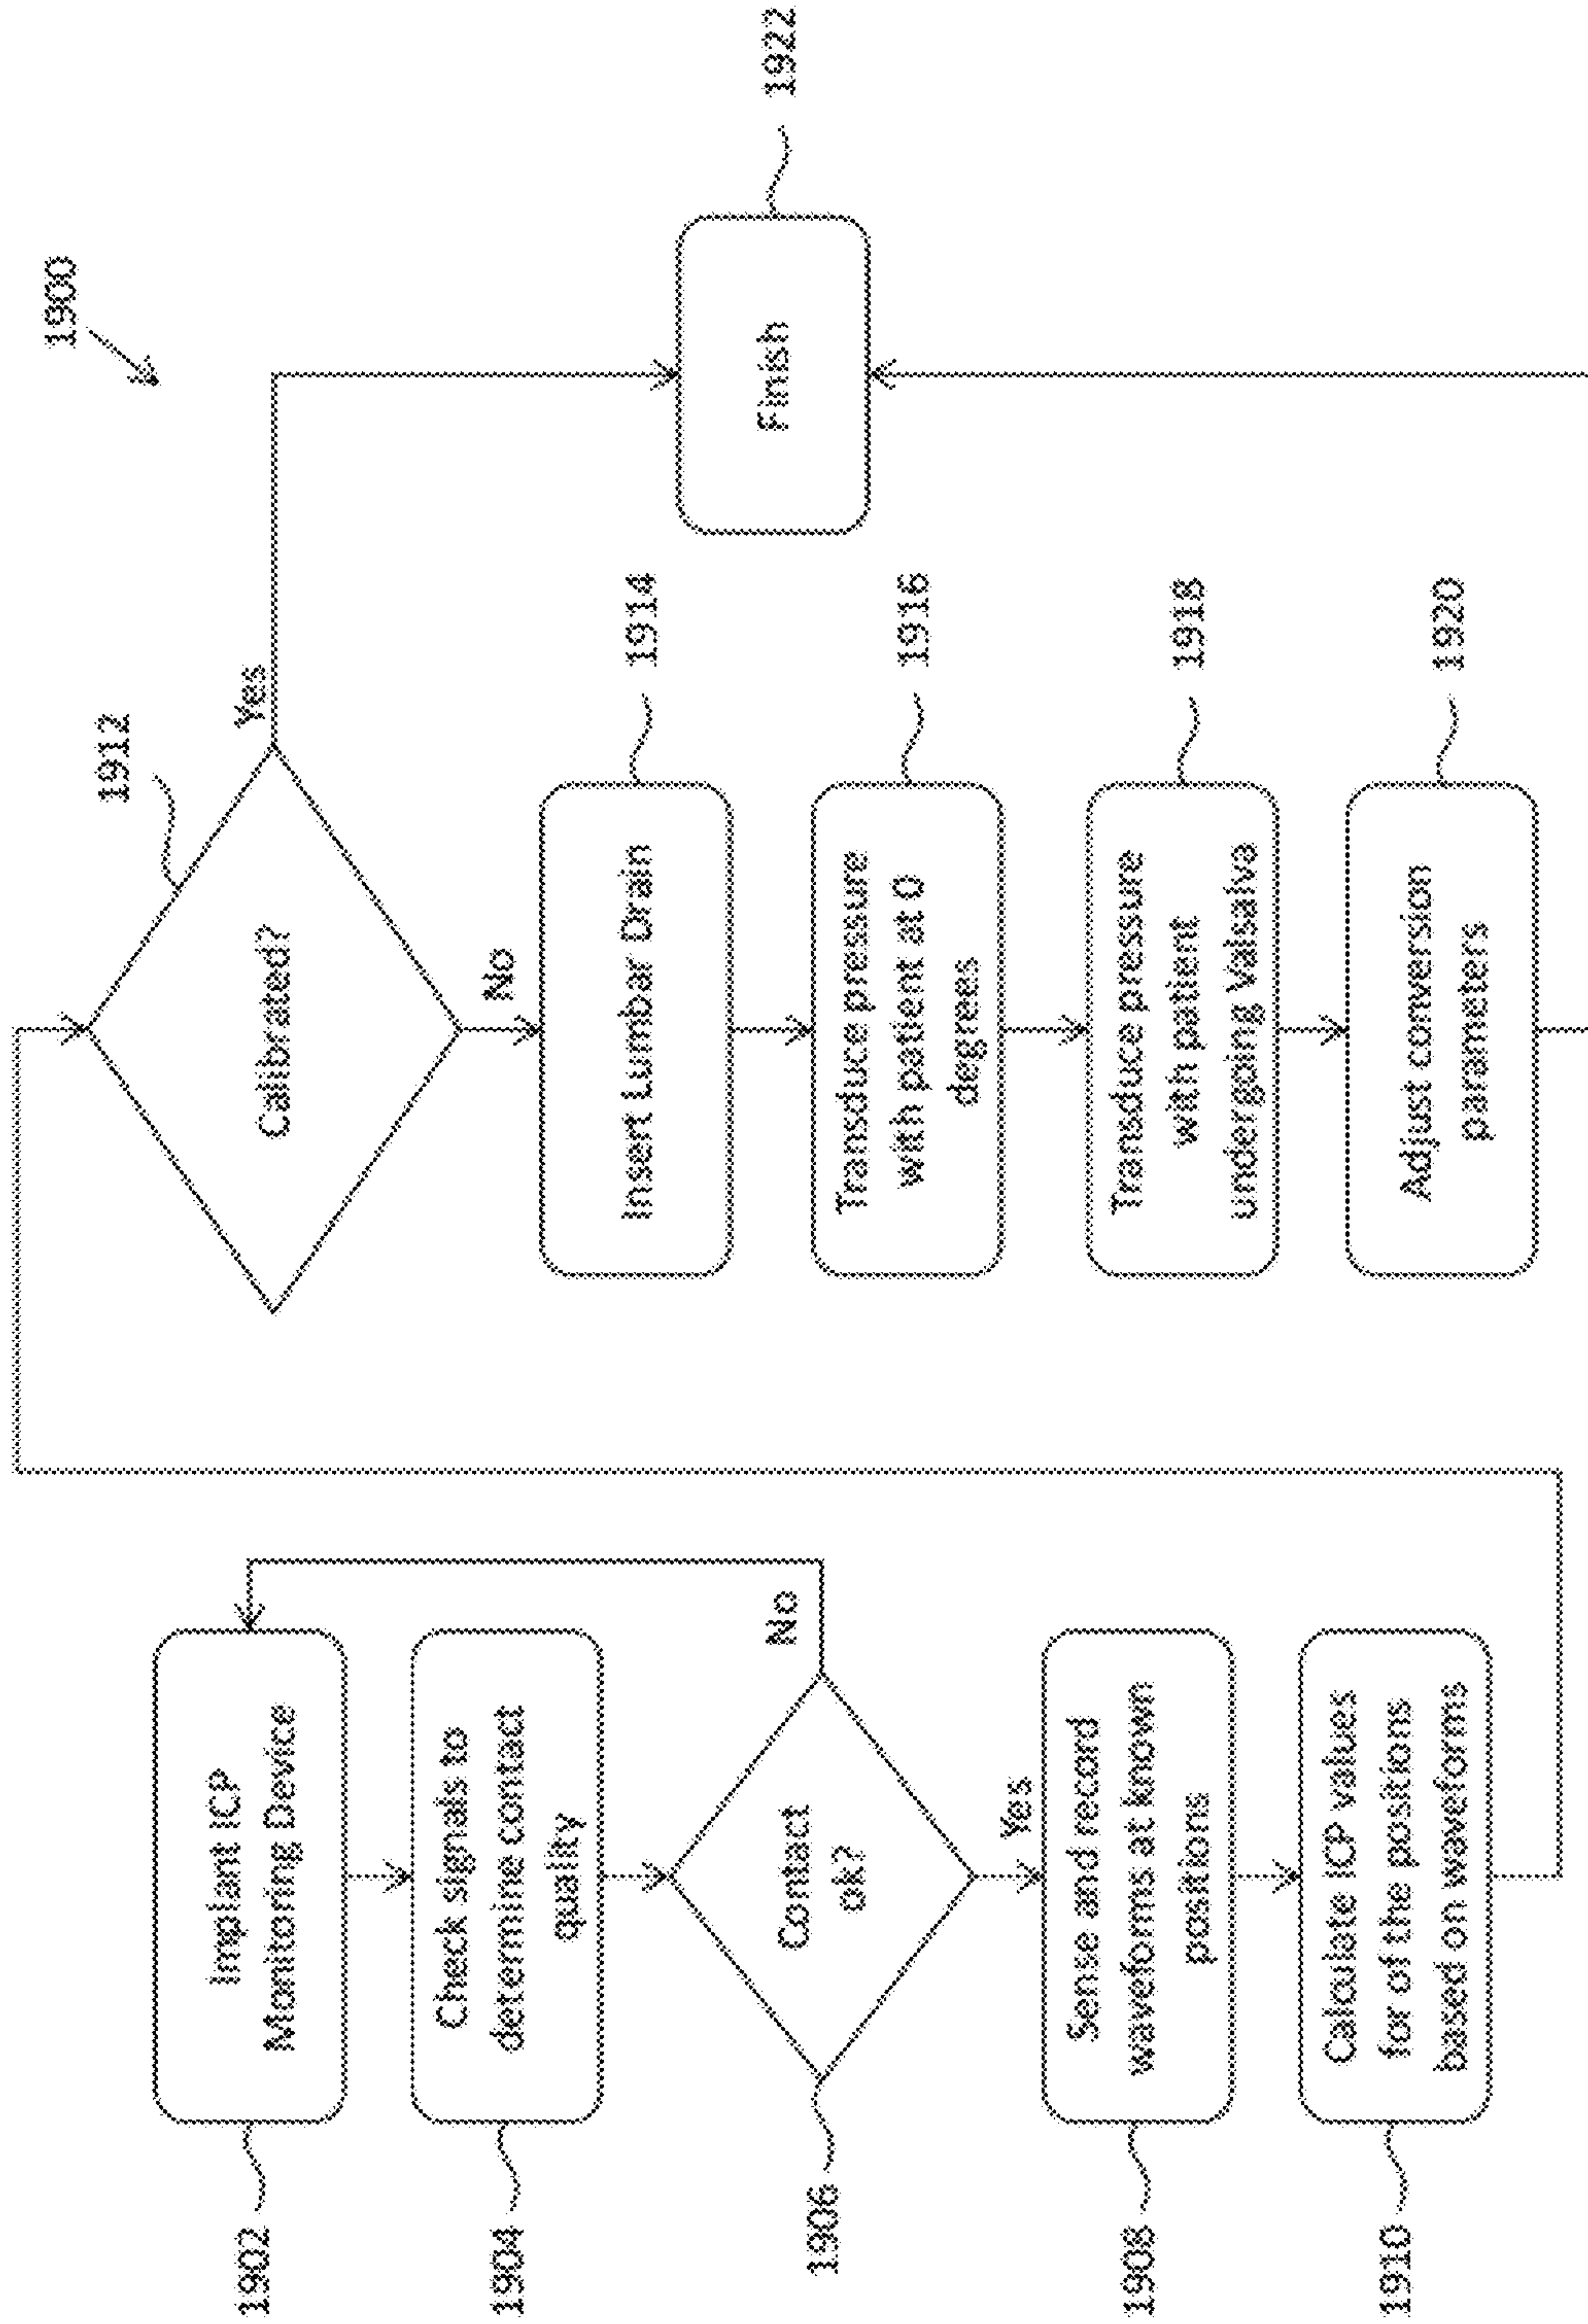 1900
1902
Implant ICP
Monitoring Device
1904
Check signals to
determine contact
quality
1906
Contact
ok?
No
Yes
1908
Sense and record
waveforms at known
positions
1910
Calculate ICP values
for of the positions
based on waveforms
1912
Calibrated?
Yes
No
Insert Lumbar Drain
1914
Transduce pressure
with patient at 0
degrees
1916
Transduce pressure
with patient
undergoing Valsalva
1918
Adjust conversion
parameters
1920
Finish
1922